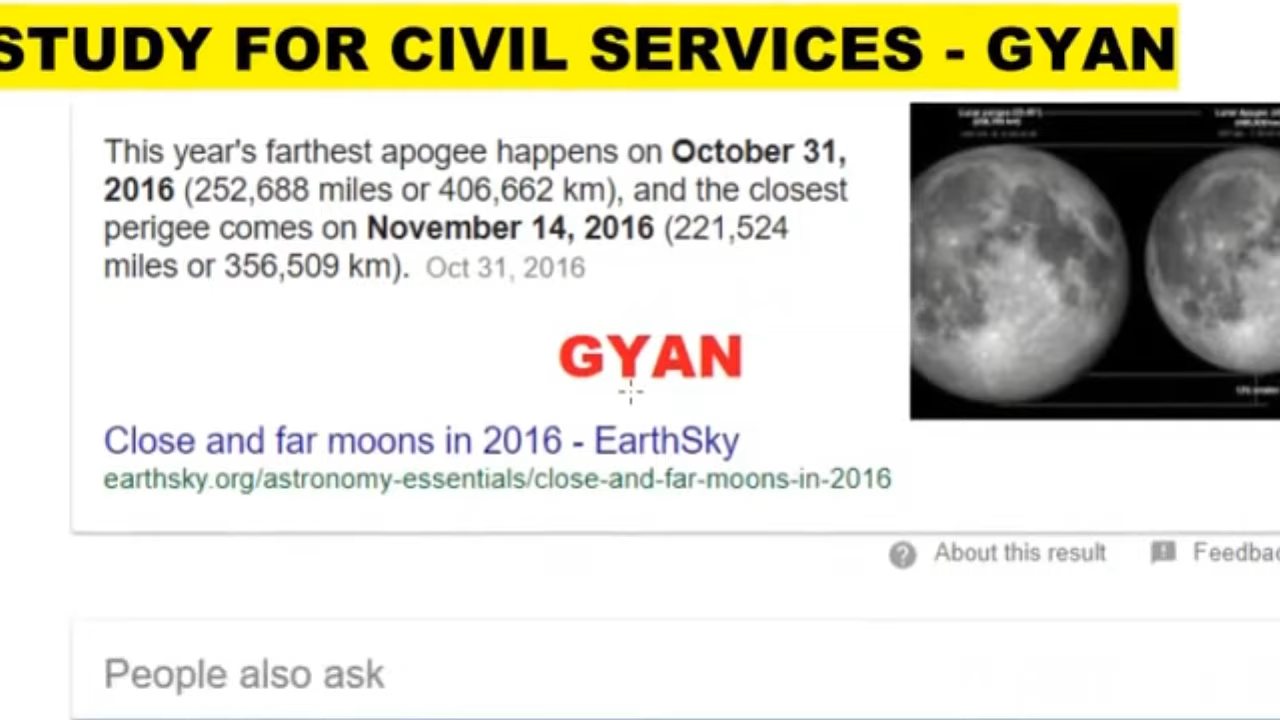 STUDY FOR CIVIL SERVICES - GYAN
This year's farthest apogee happens on October 31,
2016 (252,688 miles or 406,662 km), and the closest
perigee comes on November 14, 2016 (221,524
miles or 356,509 km). Oct 31, 2016
GYAN
Close and far moons in 2016 - EarthSky
earthsky.org/astronomy-essentials/close-and-far-moons-in-2016
About this result Feedbac
People also ask